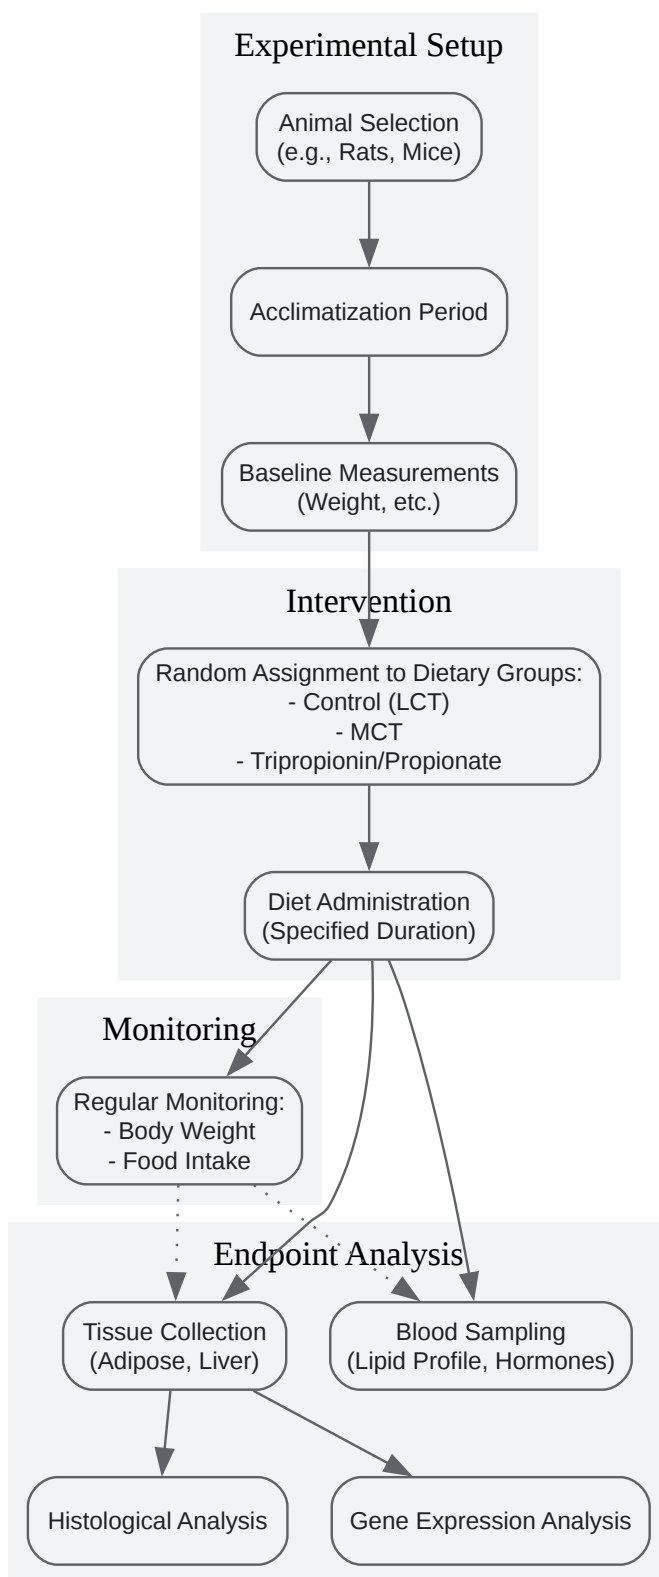 Experimental Setup
Animal Selection
(e.g., Rats, Mice)
Acclimatization Period
Baseline Measurements
(Weight, etc.)
Intervention
Random Assignment to Dietary Groups:
- Control (LCT)
- MCT
- Tripropionin/Propionate
Diet Administration
(Specified Duration)
Monitoring
Regular Monitoring:
- Body Weight
- Food Intake
Endpoint Analysis
Tissue Collection
(Adipose, Liver)
Blood Sampling
(Lipid Profile, Hormones)
Histological Analysis
Gene Expression Analysis